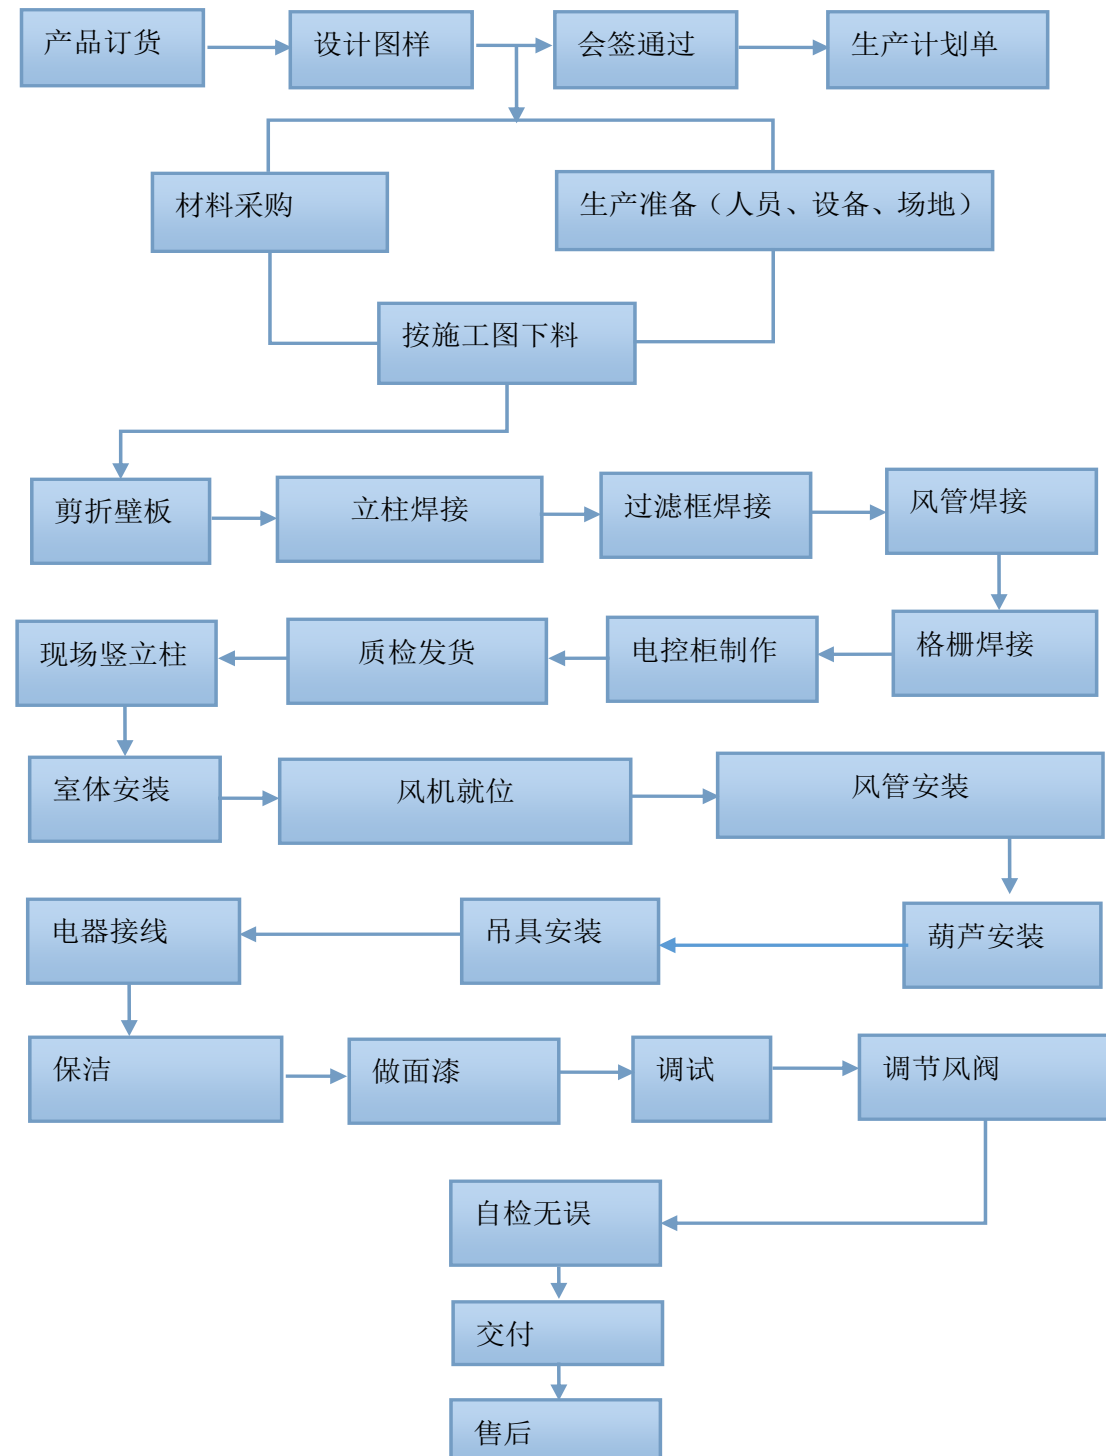 产品订货
设计图样
会签通过
生产计划单
材料采购
生产准备（人员、设备、场地）
按施工图下料
剪折壁板
立柱焊接
过滤框焊接
风管焊接
现场竖立柱
质检发货
电控柜制作
格栅焊接
室体安装
风机就位
风管安装
电器接线
吊具安装
葫芦安装
保洁
做面漆
调试
调节风阀
自检无误
交付
售后